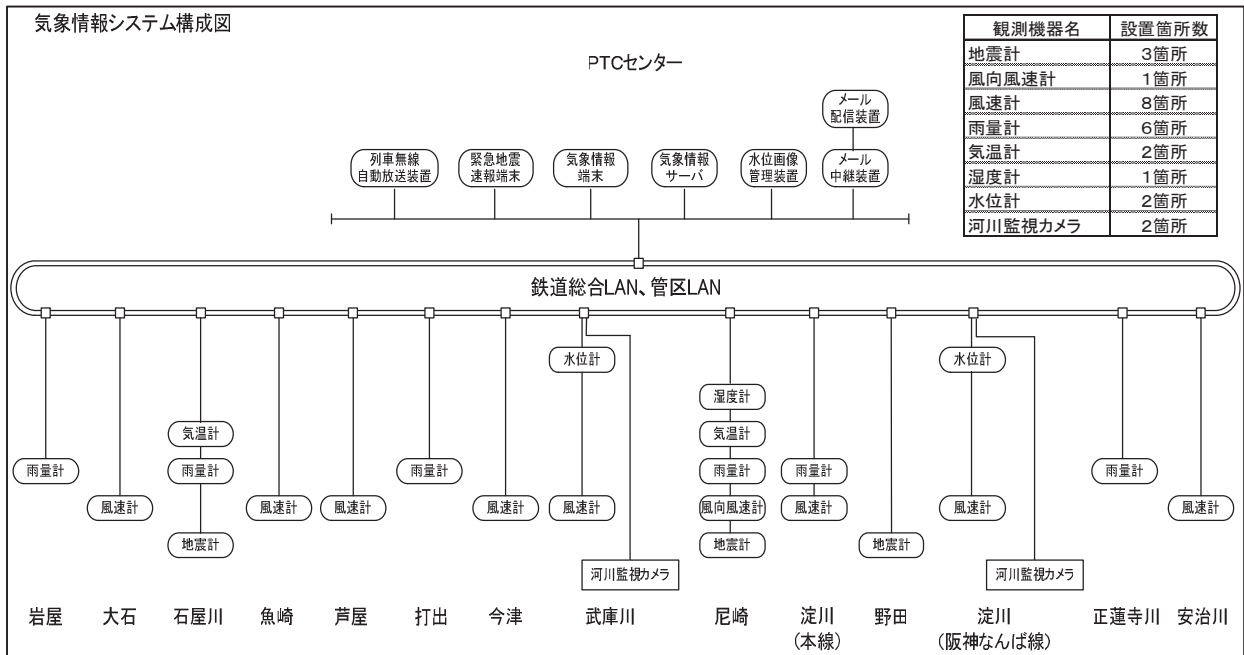 気象情報システム構成図
PTCセンター
観測機器名 設置箇所数
地震計 3箇所
風向風速計 1箇所
風速計 8箇所
雨量計 6箇所
気温計 2箇所
湿度計 1箇所
水位計 2箇所
河川監視カメラ 2箇所
メール
配信装置
列車無線
自動放送装置
緊急地震
速報端末
気象情報
端末
気象情報
サーバ
水位画像
管理装置
メール
中継装置
鉄道総合LAN、管区LAN
水位計 水位計
湿度計
気温計 気温計
雨量計 雨量計 雨量計 雨量計 雨量計 雨量計
風速計 風速計 風速計 風速計 風速計 風向風速計 風速計 風速計 風速計
地震計 地震計 地震計
河川監視カメラ 河川監視カメラ
岩屋 大石 石屋川 魚崎 芦屋 打出 今津 武庫川 尼崎 淀川 野田 淀川 正蓮寺川 安治川
(本線) (阪神なんば線)